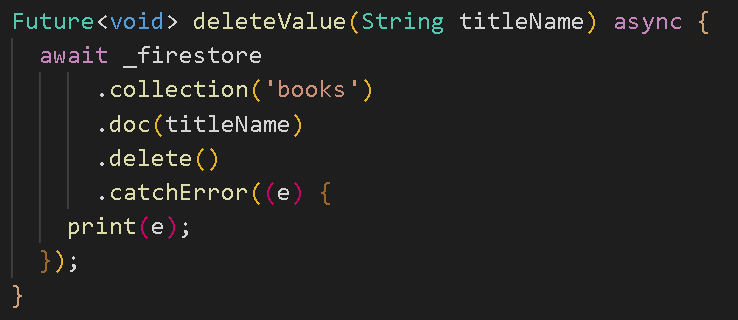 Future<void> deleteValue(String titleName) async {
  await _firestore
      .collection('books')
      .doc(titleName)
      .delete()
      .catchError((e) {
    print(e);
  });
}